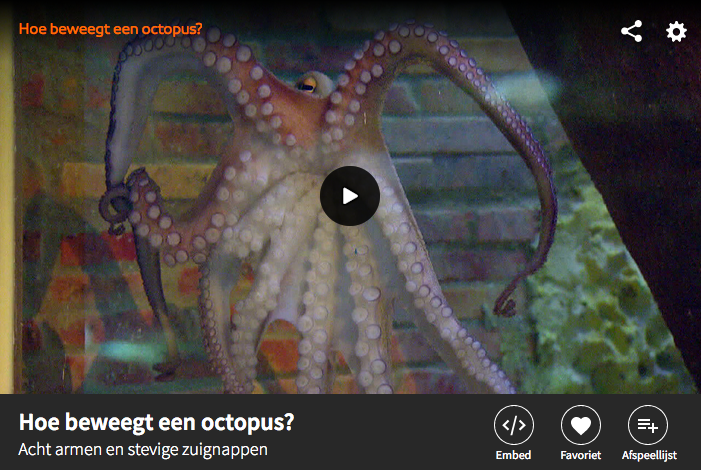 Hoe beweegt een octopus?
Hoe beweegt een octopus?
Acht armen en stevige zuignappen
Embed
Favoriet
Afspeellijst